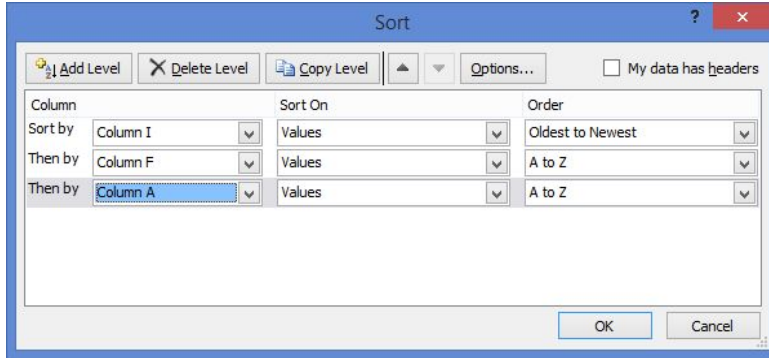 Sort
? ×
Add Level Delete Level Copy Level Options... My data has headers
Column Sort On Order
Sort by Column I Values Oldest to Newest
Then by Column F Values A to Z
Then by Column A Values A to Z
OK Cancel